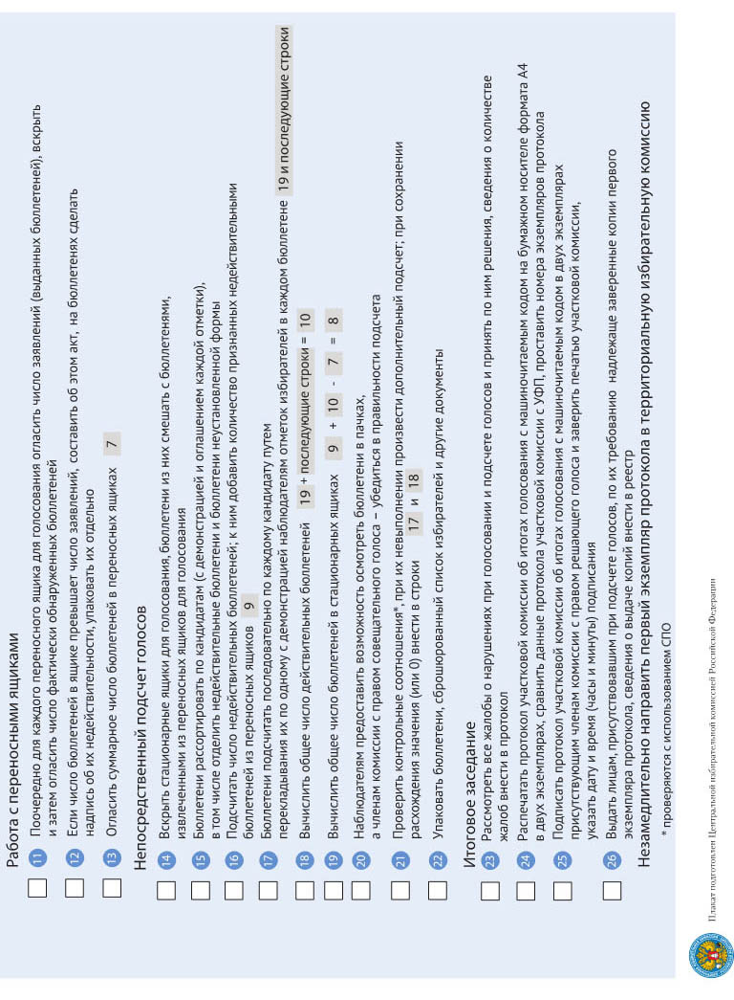 Работа с переносными ящиками
11 Поочередно для каждого переносного ящика для голосования огласить число заявлений (выданных бюллетеней), вскрыть
и затем огласить число фактически обнаруженных бюллетеней
12 Если число бюллетеней в ящике превышает число заявлений, составить об этом акт, на бюллетенях сделать
надпись об их недействительности, упаковать их отдельно
13 Огласить суммарное число бюллетеней в переносных ящиках 7
Непосредственный подсчет голосов
14 Вскрыть стационарные ящики для голосования, бюллетени из них смешать с бюллетенями,
извлеченными из переносных ящиков для голосования
15 Бюллетени рассортировать по кандидатам (с демонстрацией и оглашением каждой отметки),
в том числе отделить недействительные бюллетени и бюллетени неустановленной формы
16 Подсчитать число недействительных бюллетеней; к ним добавить количество признанных недействительными
бюллетеней из переносных ящиков 9
17 Бюллетени подсчитать последовательно по каждому кандидату путем
перекладывания их по одному с демонстрацией наблюдателям отметок избирателей в каждом бюллетене 19 и последующие строки
18 Вычислить общее число действительных бюллетеней 19 + последующие строки = 10
19 Вычислить общее число бюллетеней в стационарных ящиках 9 + 10 - 7 = 8
20 Наблюдателям предоставить возможность осмотреть бюллетени в пачках,
а членам комиссии с правом совещательного голоса – убедиться в правильности подсчета
21 Проверить контрольные соотношения*, при их невыполнении произвести дополнительный подсчет; при сохранении
расхождения значения (или 0) внести в строки 17 и 18
22 Упаковать бюллетени, сброшюрованный список избирателей и другие документы
Итоговое заседание
23 Рассмотреть все жалобы о нарушениях при голосовании и подсчете голосов и принять по ним решения, сведения о количестве
жалоб внести в протокол
24 Распечатать протокол участковой комиссии об итогах голосования с машиночитаемым кодом на бумажном носителе формата А4
в двух экземплярах, сравнить данные протокола участковой комиссии с УФП, проставить номера экземпляров протокола
25 Подписать протокол участковой комиссии об итогах голосования с машиночитаемым кодом в двух экземплярах
присутствующим членам комиссии с правом решающего голоса и заверить печатью участковой комиссии,
указать дату и время (часы и минуты) подписания
26 Выдать лицам, присутствовавшим при подсчете голосов, по их требованию надлежаще заверенные копии первого
экземпляра протокола, сведения о выдаче копий внести в реестр
Незамедлительно направить первый экземпляр протокола в территориальную избирательную комиссию
* проверяются с использованием СПО
Плакат подготовлен Центральной избирательной комиссией Российской Федерации